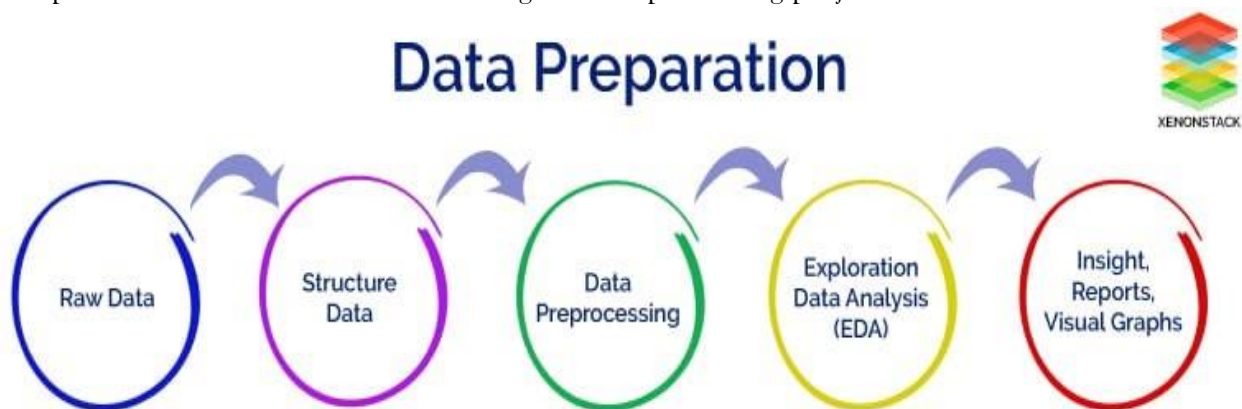 Data Preparation
XENONSTACK
Raw Data
Structure
Data
Data
Preprocessing
Exploration
Data Analysis
(EDA)
Insight,
Reports,
Visual Graphs